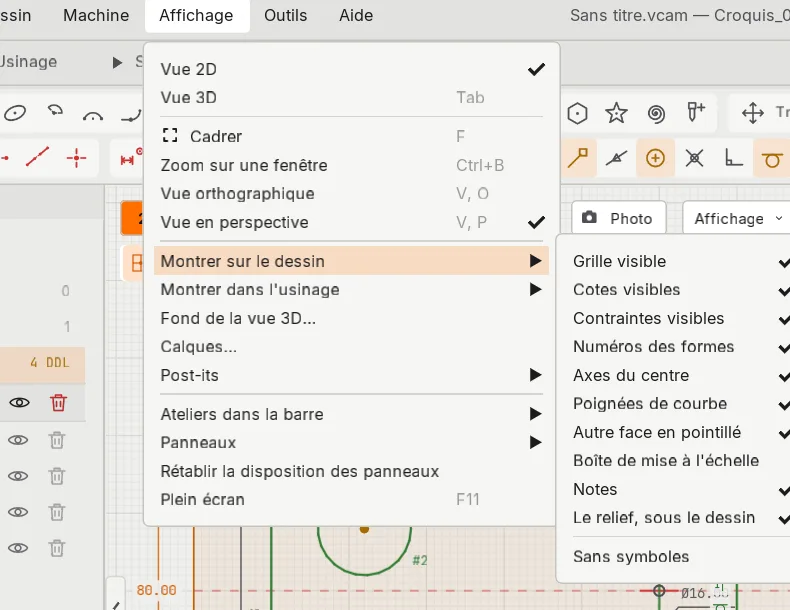 ssin Machine Affichage Outils Aide Sans titre.vcam — Croquis_0
Usinage
Vue 2D
Vue 3D Tab
Cadrer F
Zoom sur une fenêtre Ctrl+B
Vue orthographique V, O
Vue en perspective V, P
Montrer sur le dessin
Montrer dans l'usinage
Fond de la vue 3D...
Calques...
Post-its
Ateliers dans la barre
Panneaux
Rétablir la disposition des panneaux
Plein écran F11
Tr
Photo Affichage
Grille visible
Cotes visibles
Contraintes visibles
Numéros des formes
Axes du centre
Poignées de courbe
Autre face en pointillé
Boîte de mise à l'échelle
Notes
Le relief, sous le dessin
Sans symboles
0
1
4 DDL
#2
80.00
Ø16.